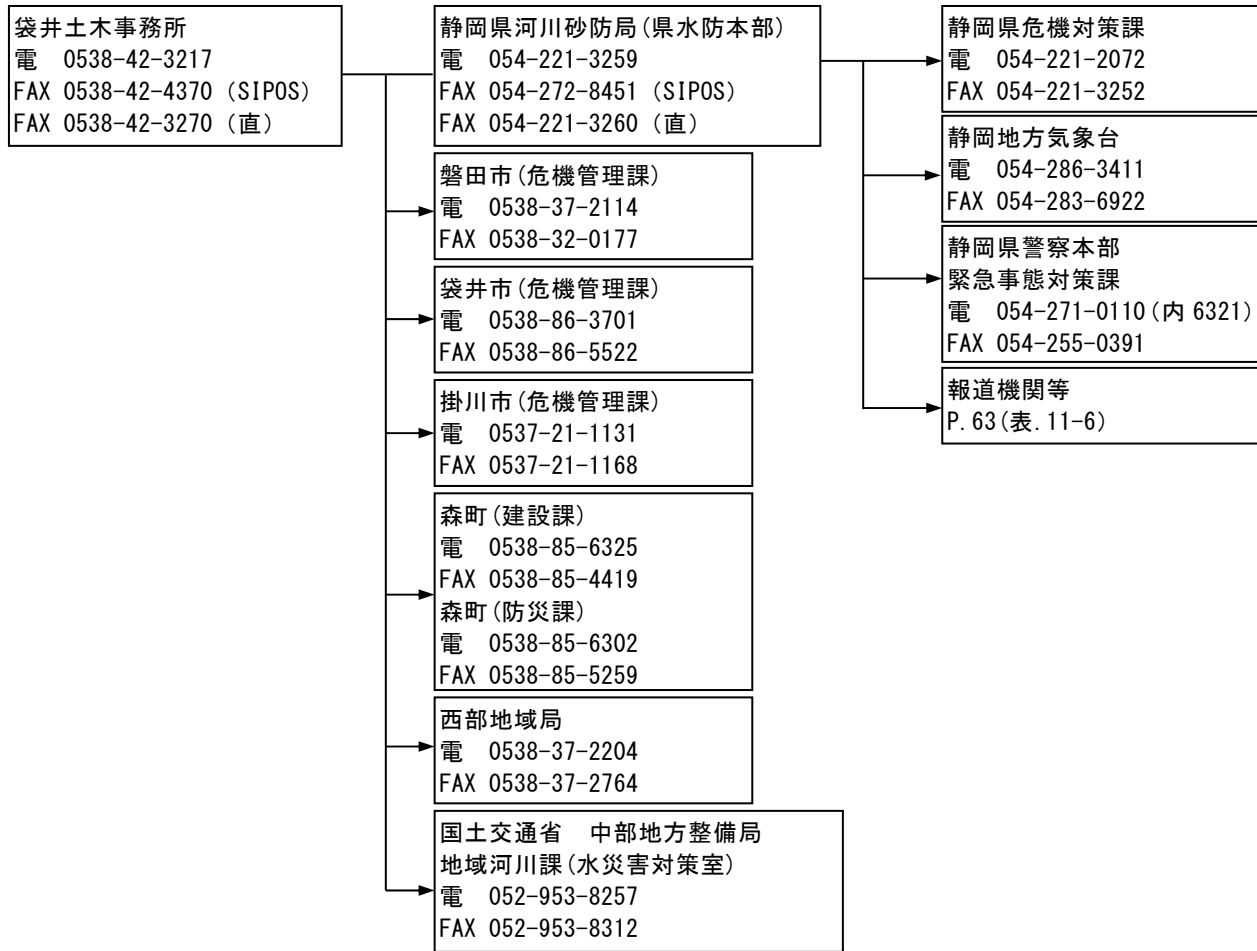 袋井土木事務所
電　0538-42-3217
FAX 0538-42-4370 (SIPOS)
FAX 0538-42-3270 (直)
静岡県河川砂防局(県水防本部)
電　054-221-3259
FAX 054-272-8451 (SIPOS)
FAX 054-221-3260 (直)
磐田市(危機管理課)
電　0538-37-2114
FAX 0538-32-0177
袋井市(危機管理課)
電　0538-86-3701
FAX 0538-86-5522
掛川市(危機管理課)
電　0537-21-1131
FAX 0537-21-1168
森町(建設課)
電　0538-85-6325
FAX 0538-85-4419
森町(防災課)
電　0538-85-6302
FAX 0538-85-5259
西部地域局
電　0538-37-2204
FAX 0538-37-2764
国土交通省　中部地方整備局
地域河川課(水災害対策室)
電　052-953-8257
FAX 052-953-8312
静岡県危機対策課
電　054-221-2072
FAX 054-221-3252
静岡地方気象台
電　054-286-3411
FAX 054-283-6922
静岡県警察本部
緊急事態対策課
電　054-271-0110(内 6321)
FAX 054-255-0391
報道機関等
P.63(表.11-6)